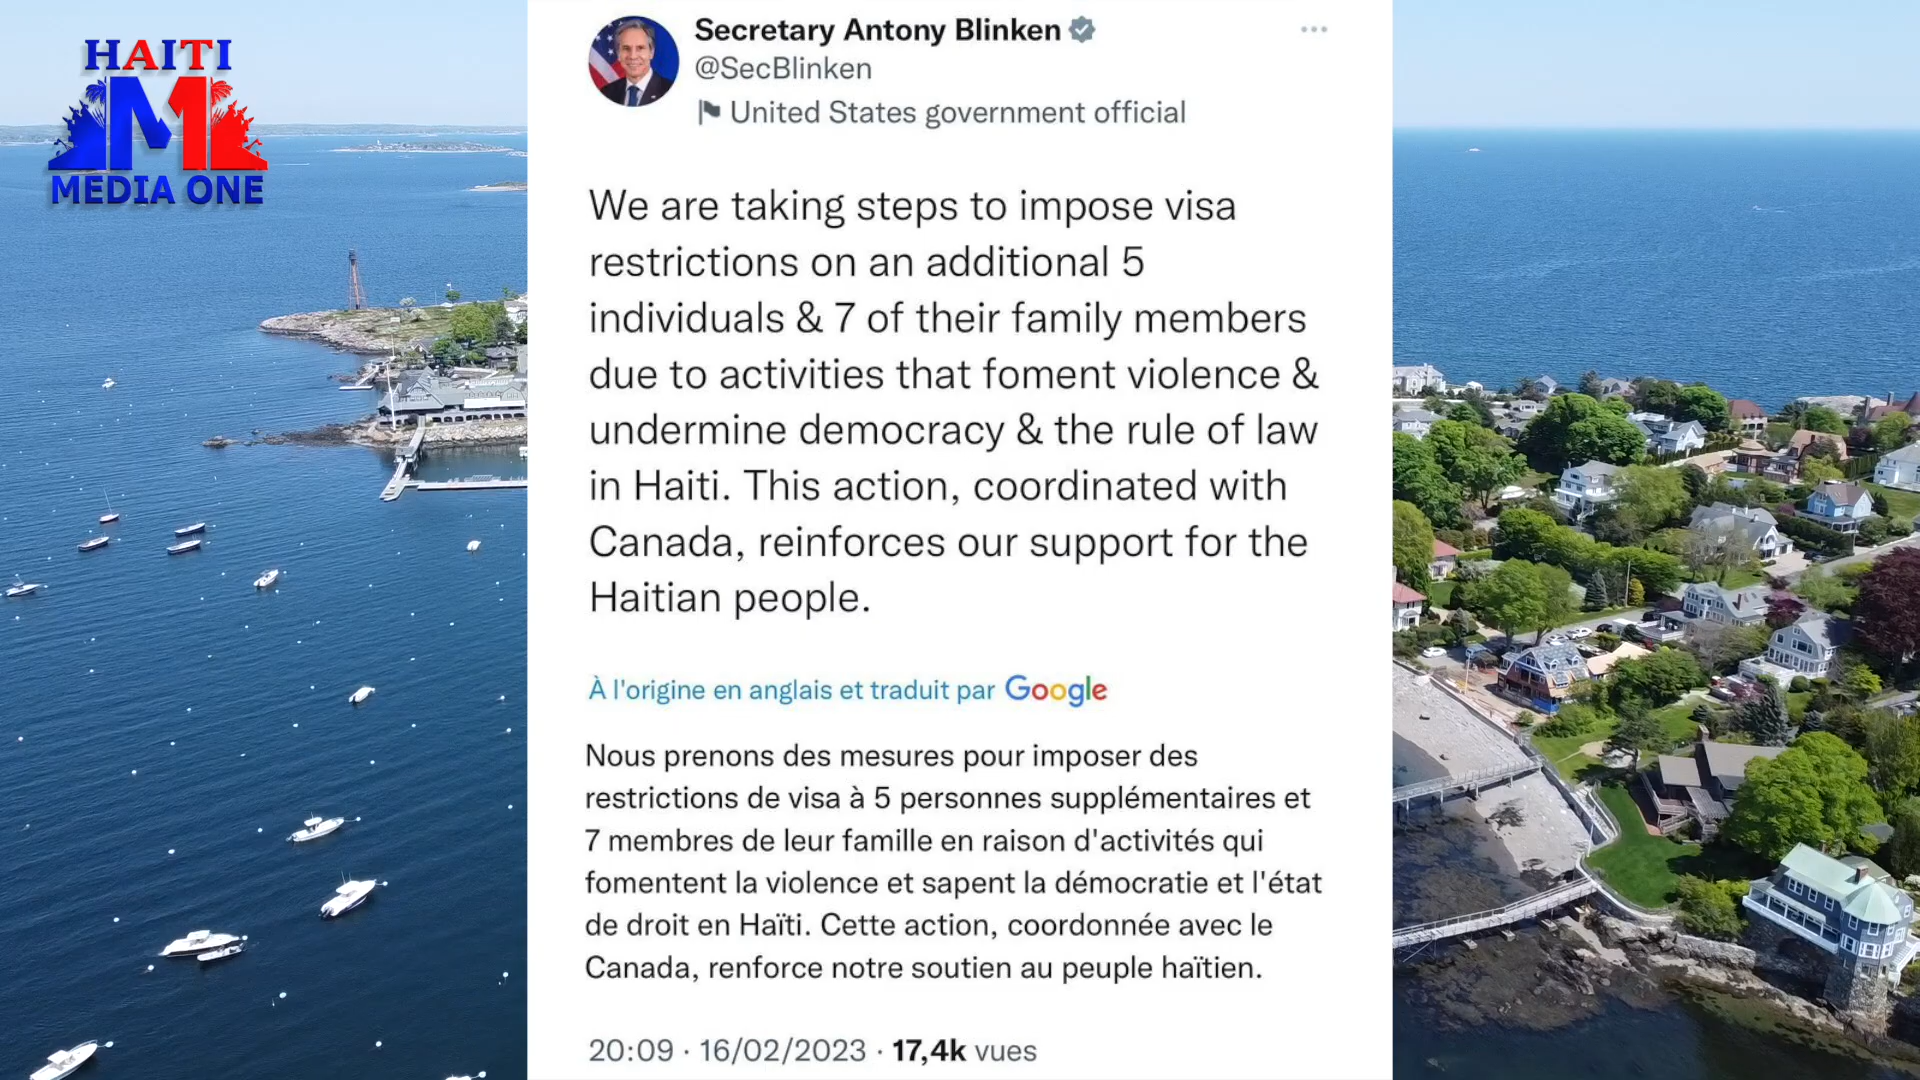 HAITI
M1
MEDIA ONE
Secretary Antony Blinken
@SecBlinken
United States government official
We are taking steps to impose visa
restrictions on an additional 5
individuals & 7 of their family members
due to activities that foment violence &
undermine democracy & the rule of law
in Haiti. This action, coordinated with
Canada, reinforces our support for the
Haitian people.
À l'origine en anglais et traduit par Google
Nous prenons des mesures pour imposer des
restrictions de visa à 5 personnes supplémentaires et
7 membres de leur famille en raison d'activités qui
fomentent la violence et sapent la démocratie et l'état
de droit en Haïti. Cette action, coordonnée avec le
Canada, renforce notre soutien au peuple haïtien.
20:09 · 16/02/2023 · 17,4k vues